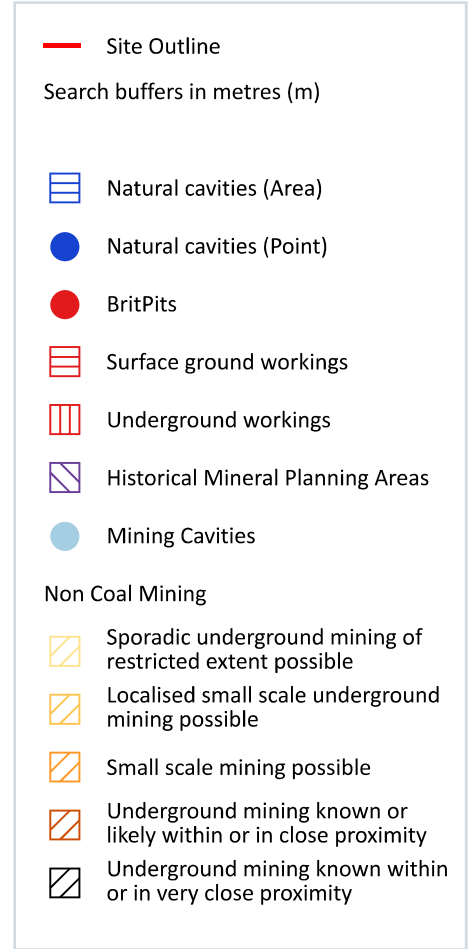 Site Outline
Search buffers in metres (m)
Natural cavities (Area)
Natural cavities (Point)
BritPits
Surface ground workings
Underground workings
Historical Mineral Planning Areas
Mining Cavities
Non Coal Mining
Sporadic underground mining of
restricted extent possible
Localised small scale underground
mining possible
Small scale mining possible
Underground mining known or
likely within or in close proximity
Underground mining known within
or in very close proximity